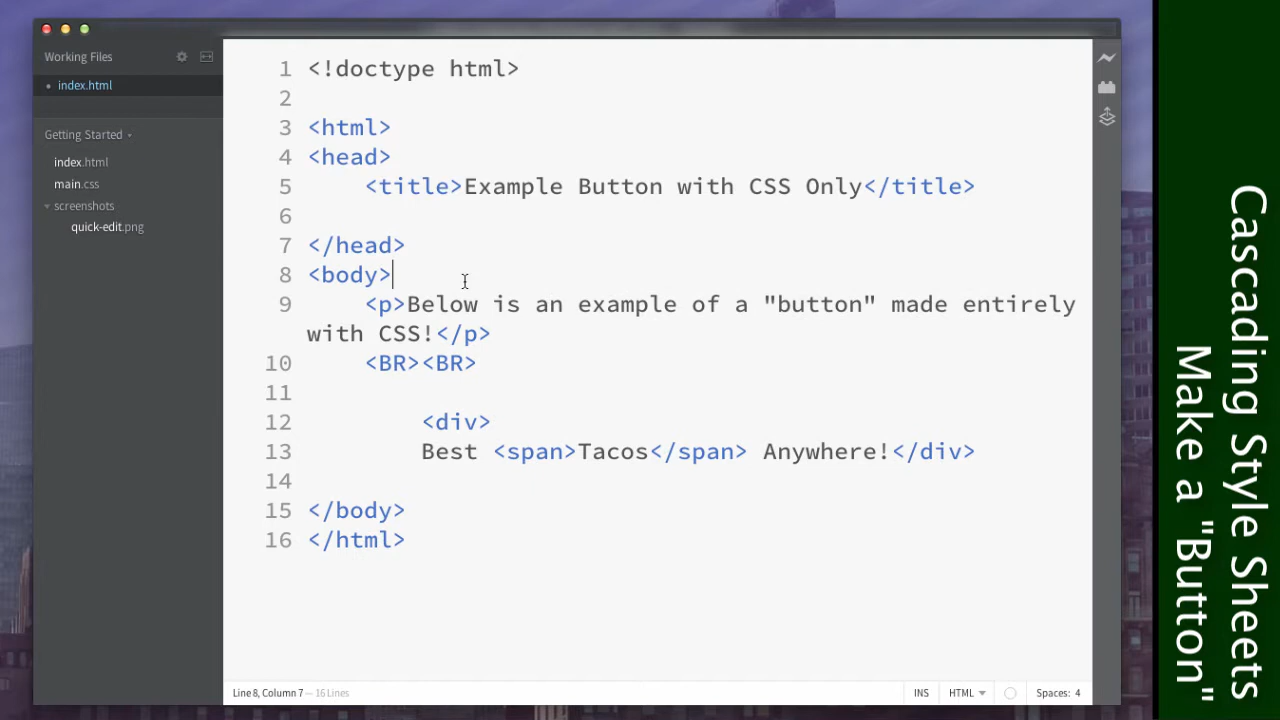 Working Files
index.html
Getting Started
index.html
main.css
screenshots
quick-edit.png
1 <!doctype html>
2
3 <html>
4 <head>
5 <title>Example Button with CSS Only</title>
6
7 </head>
8 <body>
9 <p>Below is an example of a "button" made entirely
with CSS!</p>
10 <BR><BR>
11
12 <div>
13 Best <span>Tacos</span> Anywhere!</div>
14
15 </body>
16 </html>
Line 8, Column 7 — 16 Lines
INS
HTML
Spaces: 4
Cascading Style Sheets
Make a "Button"